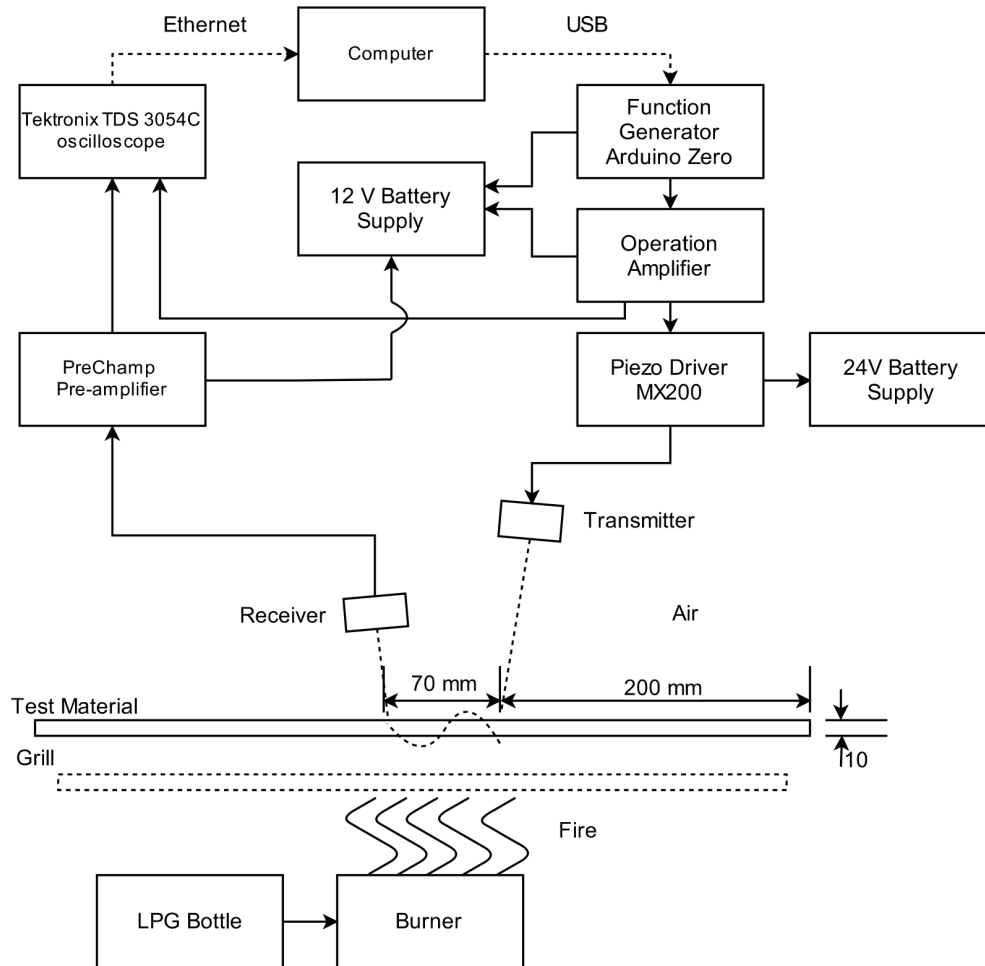 Ethernet
USB
Computer
Tektronix TDS 3054C
oscilloscope
Function
Generator
Arduino Zero
12 V Battery
Supply
Operation
Amplifier
PreChamp
Pre-amplifier
Piezo Driver
MX200
24V Battery
Supply
Transmitter
Receiver
Air
70 mm
200 mm
Test Material
Grill
10
Fire
LPG Bottle
Burner